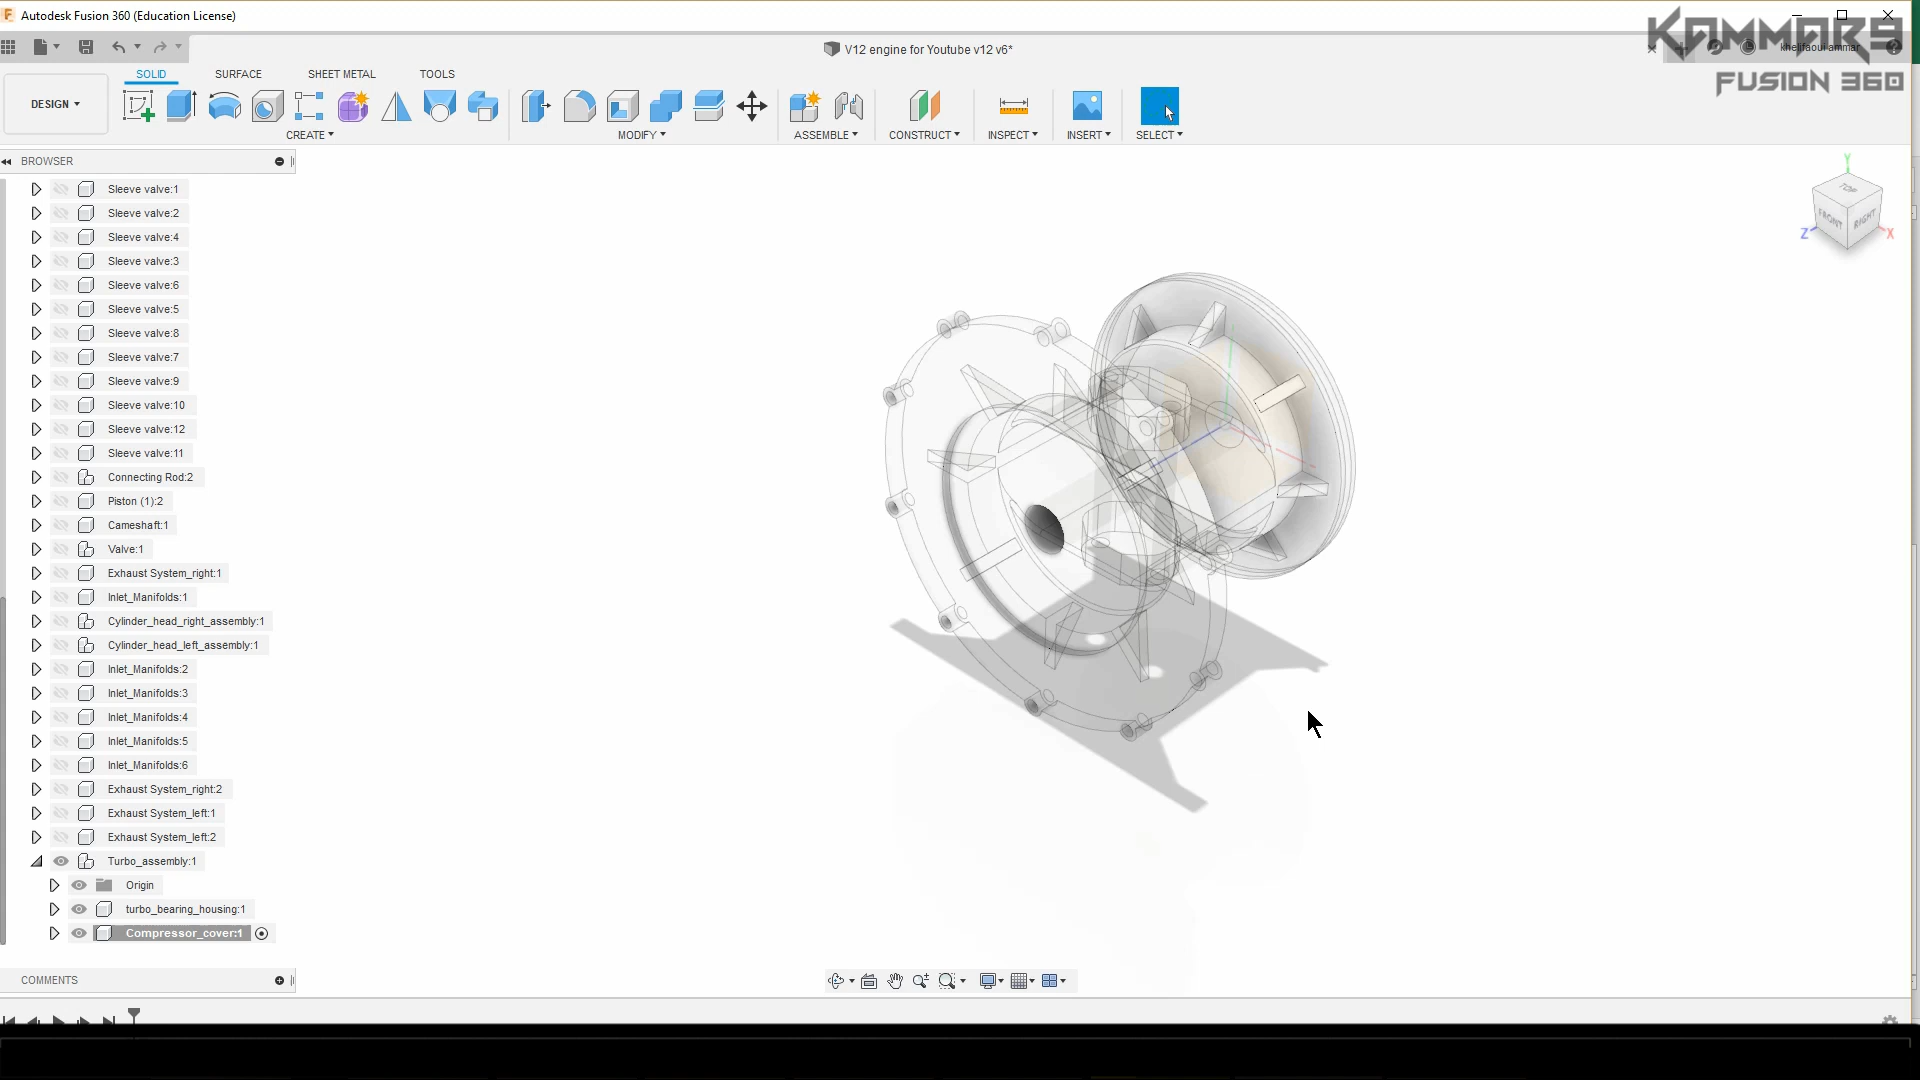 Autodesk Fusion 360 (Education License)
V12 engine for Youtube v12 v6*
khelifaoui ammar
KAMMARS
FUSION 360
DESIGN
SOLID
SURFACE
SHEET METAL
TOOLS
CREATE
MODIFY
ASSEMBLE
CONSTRUCT
INSPECT
INSERT
SELECT
BROWSER
Sleeve valve:1
Sleeve valve:2
Sleeve valve:4
Sleeve valve:3
Sleeve valve:6
Sleeve valve:5
Sleeve valve:8
Sleeve valve:7
Sleeve valve:9
Sleeve valve:10
Sleeve valve:12
Sleeve valve:11
Connecting Rod:2
Piston (1):2
Cameshaft:1
Valve:1
Exhaust System_right:1
Inlet_Manifolds:1
Cylinder_head_right_assembly:1
Cylinder_head_left_assembly:1
Inlet_Manifolds:2
Inlet_Manifolds:3
Inlet_Manifolds:4
Inlet_Manifolds:5
Inlet_Manifolds:6
Exhaust System_right:2
Exhaust System_left:1
Exhaust System_left:2
Turbo_assembly:1
Origin
turbo_bearing_housing:1
Compressor_cover:1
Y
TOP
FRONT
RIGHT
Z
X
COMMENTS